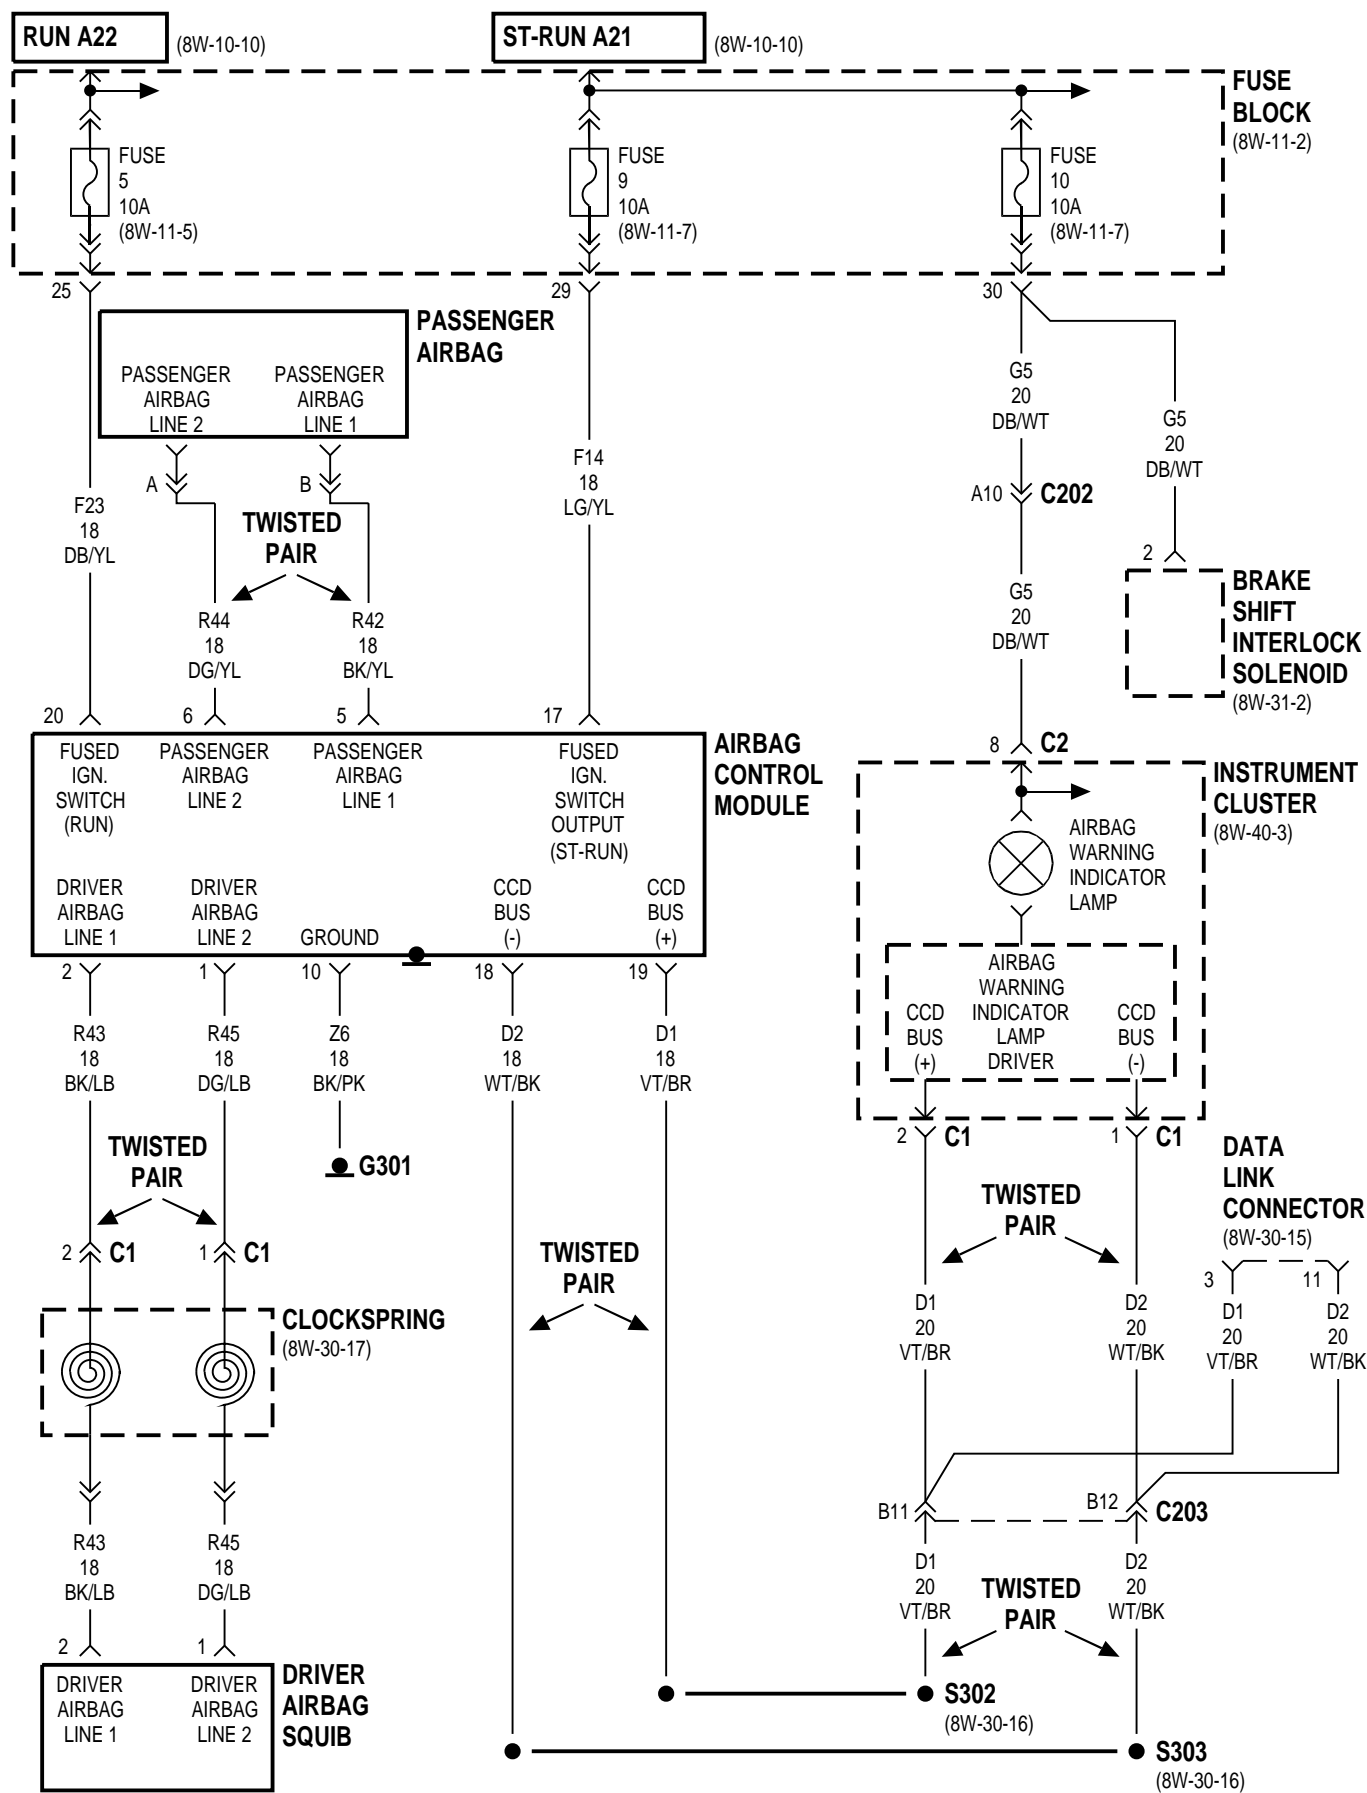 RUN A22
(8W-10-10)
ST-RUN A21
(8W-10-10)
FUSE
BLOCK
(8W-11-2)
FUSE
5
10A
(8W-11-5)
FUSE
9
10A
(8W-11-7)
FUSE
10
10A
(8W-11-7)
25
29
30
PASSENGER
AIRBAG
PASSENGER
AIRBAG
LINE 2
PASSENGER
AIRBAG
LINE 1
A
B
TWISTED
PAIR
F23
18
DB/YL
R44
18
DG/YL
R42
18
BK/YL
F14
18
LG/YL
G5
20
DB/WT
G5
20
DB/WT
A10
C202
G5
20
DB/WT
2
BRAKE
SHIFT
INTERLOCK
SOLENOID
(8W-31-2)
20
6
5
17
8
C2
AIRBAG
CONTROL
MODULE
FUSED
IGN.
SWITCH
(RUN)
PASSENGER
AIRBAG
LINE 2
PASSENGER
AIRBAG
LINE 1
FUSED
IGN.
SWITCH
OUTPUT
(ST-RUN)
DRIVER
AIRBAG
LINE 1
DRIVER
AIRBAG
LINE 2
GROUND
CCD
BUS
(-)
CCD
BUS
(+)
INSTRUMENT
CLUSTER
(8W-40-3)
AIRBAG
WARNING
INDICATOR
LAMP
CCD
BUS
(+)
AIRBAG
WARNING
INDICATOR
LAMP
DRIVER
CCD
BUS
(-)
2
1
10
18
19
R43
18
BK/LB
R45
18
DG/LB
Z6
18
BK/PK
D2
18
WT/BK
D1
18
VT/BR
2
C1
1
C1
G301
TWISTED
PAIR
2
C1
1
C1
TWISTED
PAIR
TWISTED
PAIR
DATA
LINK
CONNECTOR
(8W-30-15)
3
11
D1
20
VT/BR
D2
20
WT/BK
D1
20
VT/BR
D2
20
WT/BK
CLOCKSPRING
(8W-30-17)
B11
B12
C203
R43
18
BK/LB
R45
18
DG/LB
D1
20
VT/BR
D2
20
WT/BK
TWISTED
PAIR
2
1
DRIVER
AIRBAG
SQUIB
DRIVER
AIRBAG
LINE 1
DRIVER
AIRBAG
LINE 2
S302
(8W-30-16)
S303
(8W-30-16)